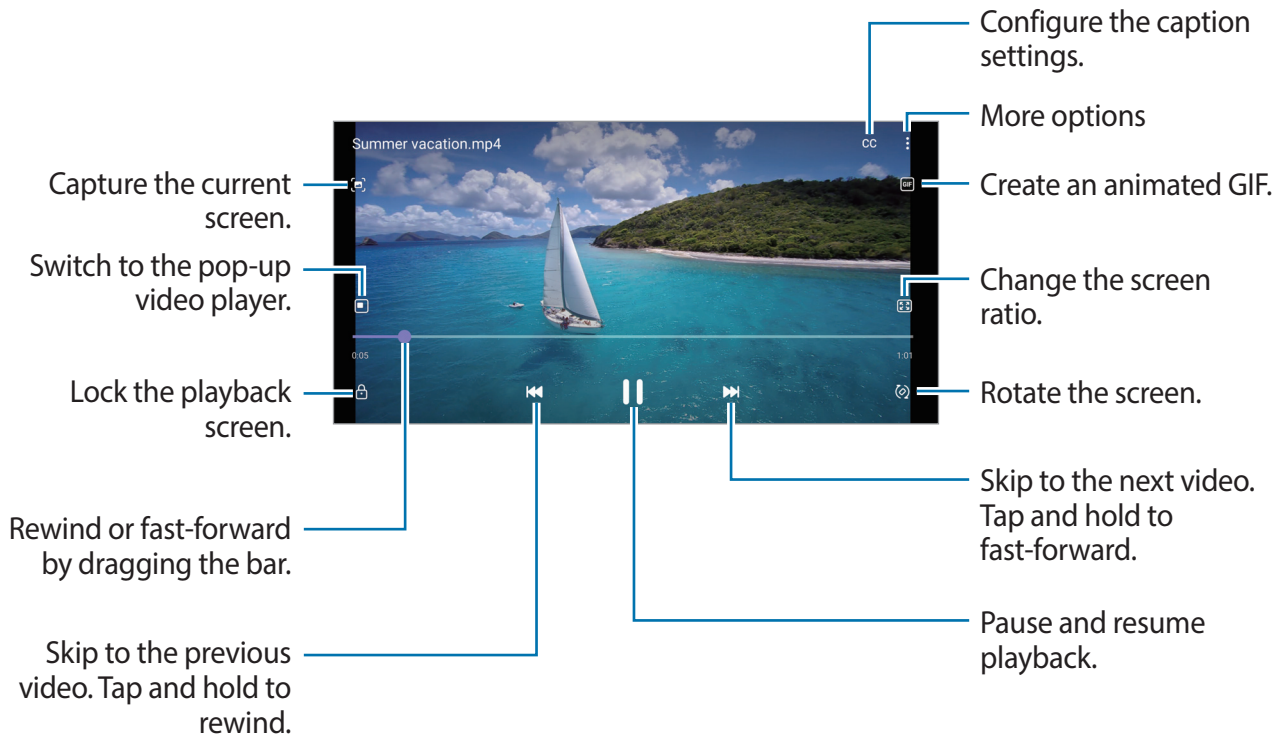 Configure the caption
settings.
More options
Summer vacation.mp4
CC
Capture the current
screen.
GIF
Create an animated GIF.
Switch to the pop-up
video player.
Change the screen
ratio.
0:05
1:01
Lock the playback
screen.
Rotate the screen.
Rewind or fast-forward
by dragging the bar.
Skip to the next video.
Tap and hold to
fast-forward.
Skip to the previous
video. Tap and hold to
rewind.
Pause and resume
playback.